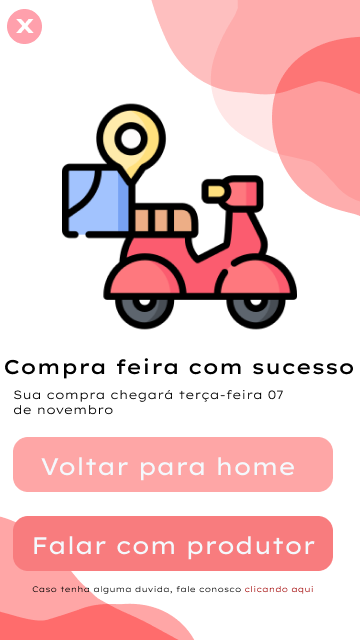 X
Compra feira com sucesso
Sua compra chegará terça-feira 07
de novembro
Voltar para home
Falar com produtor
Caso tenha alguma duvida, fale conosco clicando aqui